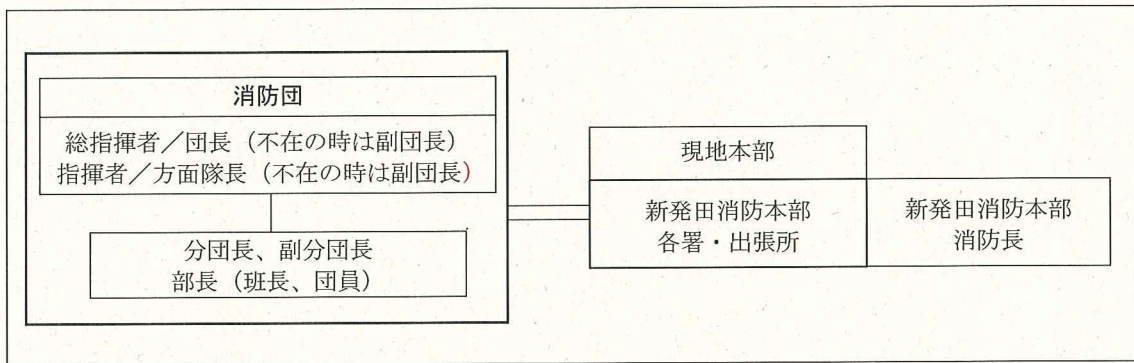 消防団
総指揮者／団長（不在の時は副団長）
指揮者／方面隊長（不在の時は副団長）
分団長、副分団長
部長（班長、団員）
現地本部
新発田消防本部
各署・出張所
新発田消防本部
消防長